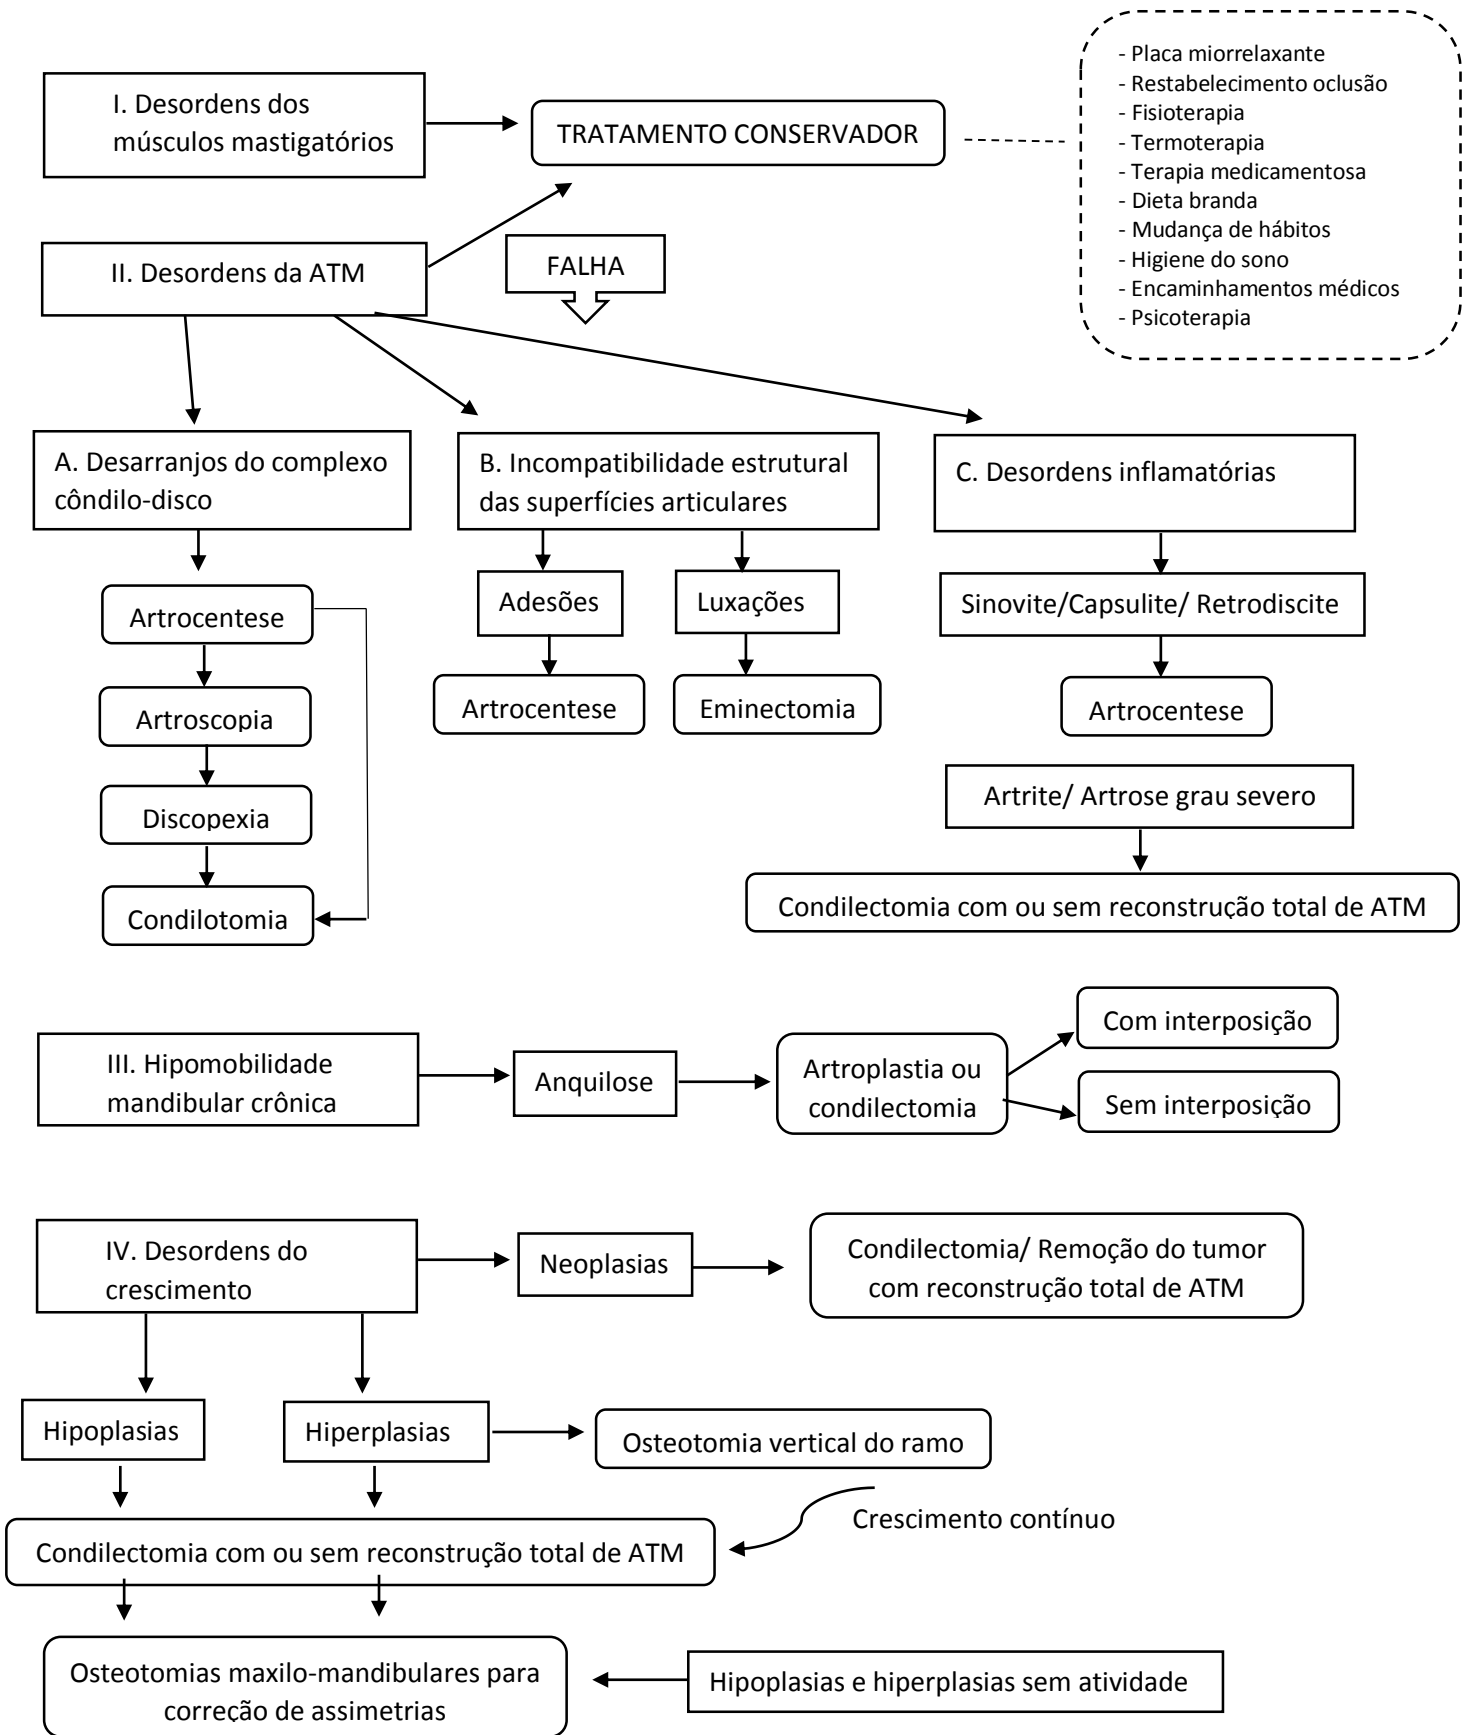 I. Desordens dos
músculos mastigatórios
TRATAMENTO CONSERVADOR
- Placa miorrelaxante
- Restabelecimento oclusão
- Fisioterapia
- Termoterapia
- Terapia medicamentosa
- Dieta branda
- Mudança de hábitos
- Higiene do sono
- Encaminhamentos médicos
- Psicoterapia
II. Desordens da ATM
FALHA
A. Desarranjos do complexo
côndilo-disco
B. Incompatibilidade estrutural
das superfícies articulares
C. Desordens inflamatórias
Artrocentese
Artroscopia
Discopexia
Condilotomia
Adesões
Luxações
Artrocentese
Eminectomia
Sinovite/Capsulite/ Retrodiscite
Artrocentese
Artrite/ Artrose grau severo
Condilectomia com ou sem reconstrução total de ATM
III. Hipomobilidade
mandibular crônica
Anquilose
Artroplastia ou
condilectomia
Com interposição
Sem interposição
IV. Desordens do
crescimento
Neoplasias
Condilectomia/ Remoção do tumor
com reconstrução total de ATM
Hipoplasias
Hiperplasias
Osteotomia vertical do ramo
Crescimento contínuo
Condilectomia com ou sem reconstrução total de ATM
Osteotomias maxilo-mandibulares para
correção de assimetrias
Hipoplasias e hiperplasias sem atividade